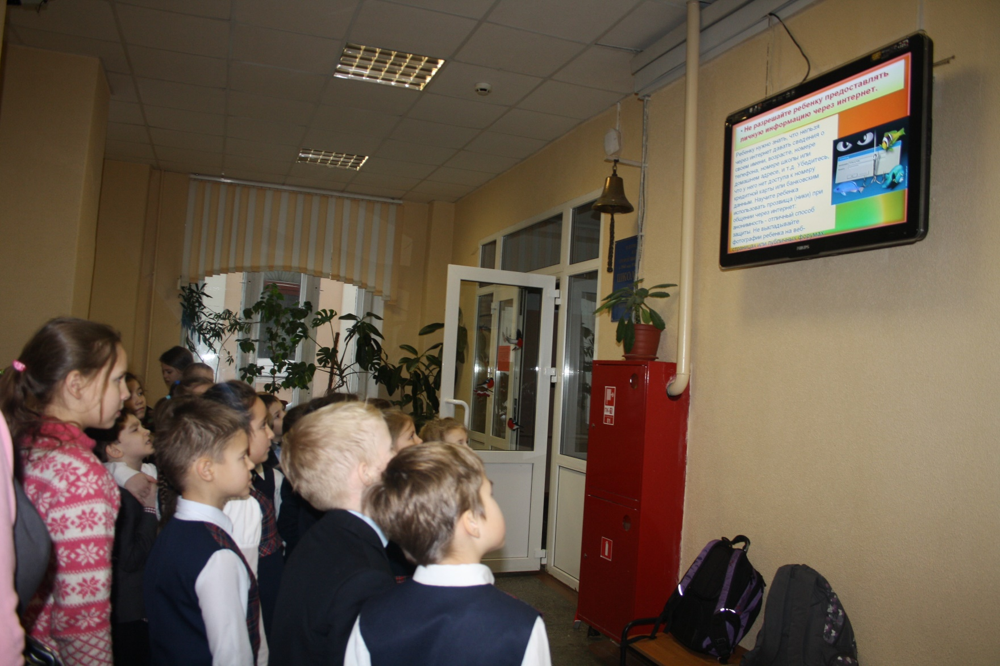 • Не разрешайте ребенку предоставлять
личную информацию через интернет.
Ребенку нужно знать, что нельзя
через интернет давать сведения о
своем имени, возрасте, номере
телефона, номере школы или
домашнем адресе, и т.д. Убедитесь,
что у него нет доступа к номеру
кредитной карты или банковским
данным. Научите ребенка
использовать прозвища (ники) при
общении через интернет:
анонимность - отличный способ
защиты. Не выкладывайте
фотографии ребенка на веб-
страницах или публичных форумах
PHILIPS
ШКОЛ
ПК-1
01